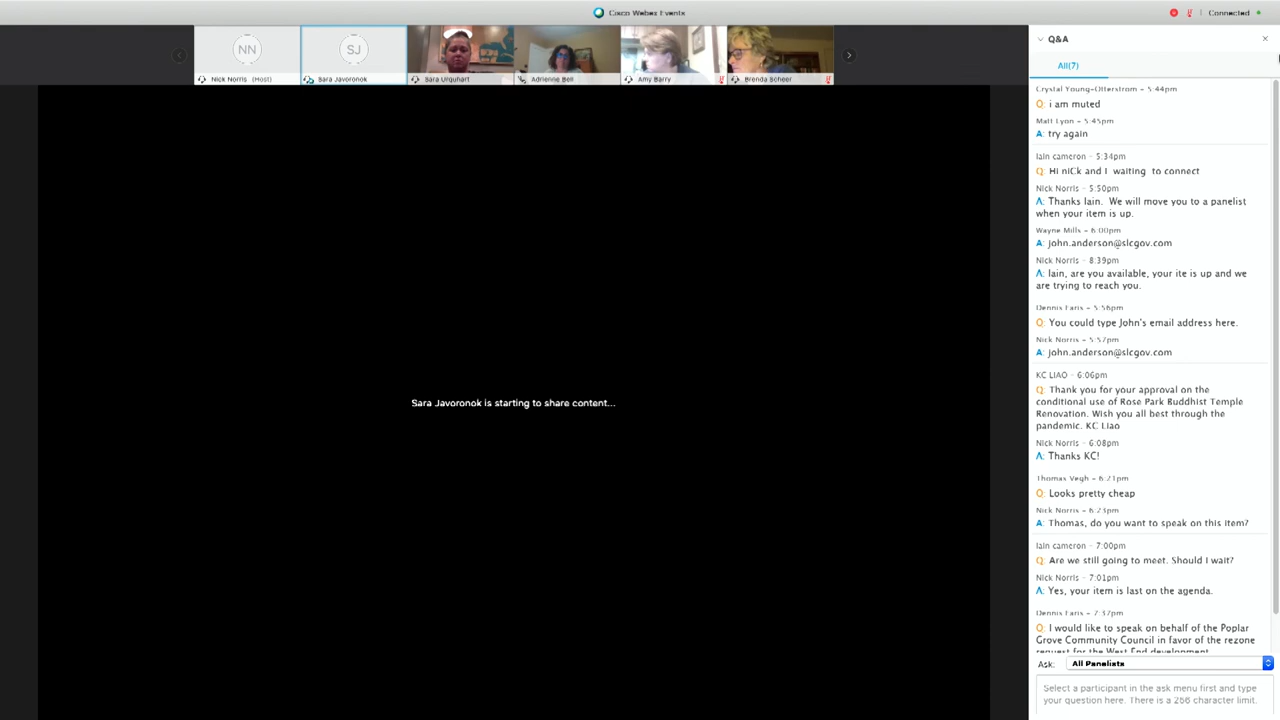 Cisco Webex Events
Connected
NN
SJ
Nick Norris (Host)
Sara Javoronok
Sara Urquhart
Adrienne Bell
Amy Barry
Brenda Scheer
Sara Javoronok is starting to share content...
Q&A
All(7)
Crystal Young-Otterstrom - 5:44pm
Q: i am muted
Matt Lyon - 5:45pm
A: try again
Iain cameron - 5:34pm
Q: Hi niCk and I waiting to connect
Nick Norris - 5:50pm
A: Thanks Iain. We will move you to a panelist
when your item is up.
Wayne Mills - 6:00pm
A: john.anderson@slcgov.com
Nick Norris - 8:39pm
A: Iain, are you available, your ite is up and we
are trying to reach you.
Dennis Faris - 5:56pm
Q: You could type John's email address here.
Nick Norris - 5:57pm
A: john.anderson@slcgov.com
KC LIAO - 6:06pm
Q: Thank you for your approval on the
conditional use of Rose Park Buddhist Temple
Renovation. Wish you all best through the
pandemic. KC Liao
Nick Norris - 6:08pm
A: Thanks KC!
Thomas Vegh - 6:21pm
Q: Looks pretty cheap
Nick Norris - 6:23pm
A: Thomas, do you want to speak on this item?
Iain cameron - 7:00pm
Q: Are we still going to meet. Should I wait?
Nick Norris - 7:01pm
A: Yes, your item is last on the agenda.
Dennis Faris - 7:37pm
Q: I would like to speak on behalf of the Poplar
Grove Community Council in favor of the rezone
request for the West End development
Ask: All Panelists
Select a participant in the ask menu first and type
your question here. There is a 256 character limit.